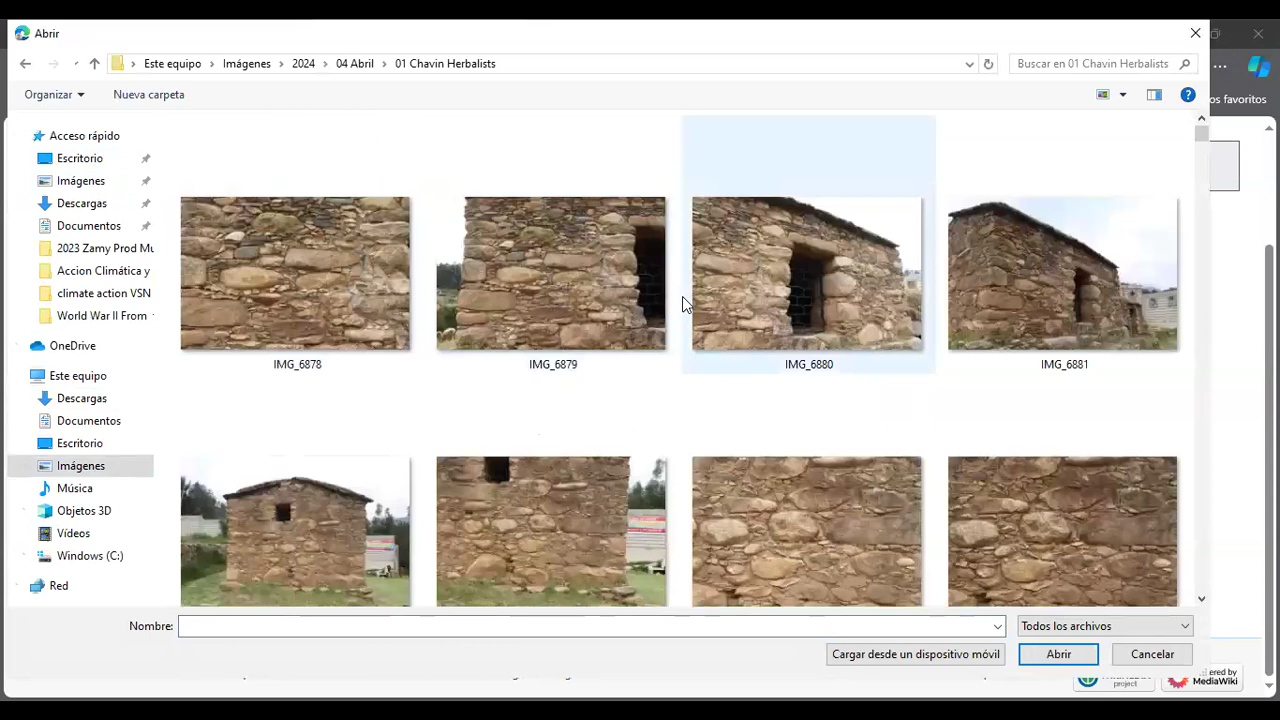 Abrir
Este equipo > Imágenes > 2024 > 04 Abril > 01 Chavin Herbalists
Buscar en 01 Chavin Herbalists
Organizar
Nueva carpeta
os favoritos
Acceso rápido
Escritorio
Imágenes
Descargas
Documentos
2023 Zamy Prod Mu
Accion Climática y
climate action VSN
World War II From
OneDrive
Este equipo
Descargas
Documentos
Escritorio
Imágenes
Música
Objetos 3D
Vídeos
Windows (C:)
Red
IMG_6878
IMG_6879
IMG_6880
IMG_6881
Nombre:
Todos los archivos
Cargar desde un dispositivo móvil
Abrir
Cancelar
project
ered by
MediaWiki